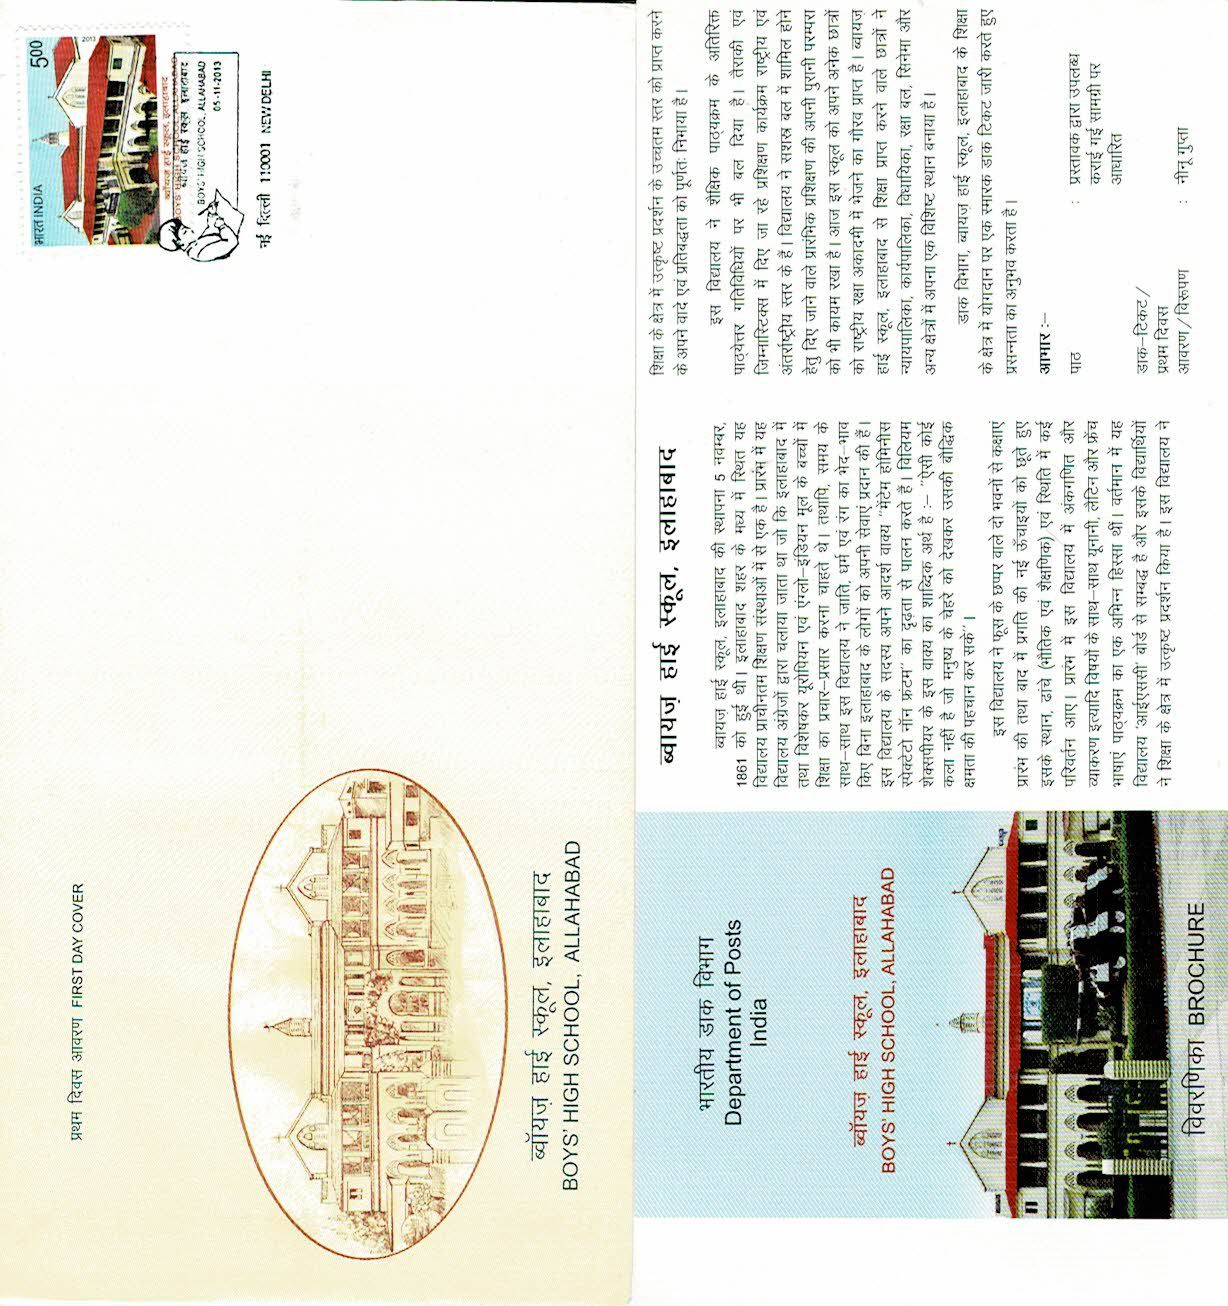 प्रथम दिवस आवरण FIRST DAY COVER
भारत INDIA 5.00
2013
ब्वॉयज़ हाई स्कूल, इलाहाबाद
BOYS' HIGH SCHOOL, ALLAHABAD
ब्वॉयज़ हाई स्कूल इलाहाबाद
BOYS' HIGH SCHOOL, ALLAHABAD
05-11-2013
नई दिल्ली 110001 NEW DELHI
ब्वॉयज़ हाई स्कूल, इलाहाबाद
BOYS' HIGH SCHOOL, ALLAHABAD
भारतीय डाक विभाग
Department of Posts
India
ब्वॉयज़ हाई स्कूल, इलाहाबाद
BOYS' HIGH SCHOOL, ALLAHABAD
विवरणिका BROCHURE
ब्वायज़ हाई स्कूल, इलाहाबाद
ब्वायज़ हाई स्कूल, इलाहाबाद की स्थापना 5 नवम्बर,
1861 को हुई थी। इलाहाबाद शहर के मध्य में स्थित यह
विद्यालय प्राचीनतम शिक्षण संस्थाओं में से एक है। प्रारंभ में यह
विद्यालय अंग्रेजों द्वारा चलाया जाता था जो कि इलाहाबाद में
तथा विशेषकर यूरोपियन एवं एंग्लो–इंडियन मूल के बच्चों में
शिक्षा का प्रचार–प्रसार करना चाहते थे। तथापि, समय के
साथ–साथ इस विद्यालय ने जाति, धर्म एवं रंग का भेद–भाव
किए बिना इलाहाबाद के लोगों को अपनी सेवाएं प्रदान की हैं।
इस विद्यालय के सदस्य अपने आदर्श वाक्य "मेंटेम होमिनीस
स्पेक्टेटो नॉन फ्रंटम" का दृढ़ता से पालन करते हैं। विलियम
शेक्सपीयर के इस वाक्य का शाब्दिक अर्थ है :– "ऐसी कोई
कला नहीं है जो मनुष्य के चेहरे को देखकर उसकी बौद्धिक
क्षमता की पहचान कर सके"।
इस विद्यालय ने फूस के छप्पर वाले दो भवनों से कक्षाएं
प्रारंभ की तथा बाद में प्रगति की नई ऊँचाइयों को छूते हुए
इसके स्थान, ढांचे (भौतिक एवं शैक्षणिक) एवं स्थिति में कई
परिवर्तन आए। प्रारंभ में इस विद्यालय में अंकगणित और
व्याकरण इत्यादि विषयों के साथ–साथ यूनानी, लैटिन और फ्रेंच
भाषाएं पाठ्यक्रम का एक अभिन्न हिस्सा थीं। वर्तमान में यह
विद्यालय 'आईएससी' बोर्ड से सम्बद्ध है और इसके विद्यार्थियों
ने शिक्षा के क्षेत्र में उत्कृष्ट प्रदर्शन किया है। इस विद्यालय ने
शिक्षा के क्षेत्र में उत्कृष्ट प्रदर्शन के उच्चतम स्तर को प्राप्त करने
के अपने वादे एवं प्रतिबद्धता को पूर्णतः निभाया है।
इस विद्यालय ने शैक्षिक पाठ्यक्रम के अतिरिक्त
पाठ्येत्तर गतिविधियों पर भी बल दिया है। तैराकी एवं
जिम्नास्टिक्स में दिए जा रहे प्रशिक्षण कार्यक्रम राष्ट्रीय एवं
अंतर्राष्ट्रीय स्तर के हैं। विद्यालय ने सशस्त्र बल में शामिल होने
हेतु दिए जाने वाले प्रारंभिक प्रशिक्षण की अपनी पुरानी परम्परा
को भी कायम रखा है। आज इस स्कूल को अपने अनेक छात्रों
को राष्ट्रीय रक्षा अकादमी में भेजने का गौरव प्राप्त है। ब्वायज़
हाई स्कूल, इलाहाबाद से शिक्षा प्राप्त करने वाले छात्रों ने
न्यायपालिका, कार्यपालिका, विधायिका, रक्षा बल, सिनेमा और
अन्य क्षेत्रों में अपना एक विशिष्ट स्थान बनाया है।
डाक विभाग, ब्वायज़ हाई स्कूल, इलाहाबाद के शिक्षा
के क्षेत्र में योगदान पर एक स्मारक डाक टिकट जारी करते हुए
प्रसन्नता का अनुभव करता है।
आभार :–
पाठ : प्रस्तावक द्वारा उपलब्ध
कराई गई सामग्री पर
आधारित
डाक–टिकट /
प्रथम दिवस
आवरण / विरूपण : नीनू गुप्ता